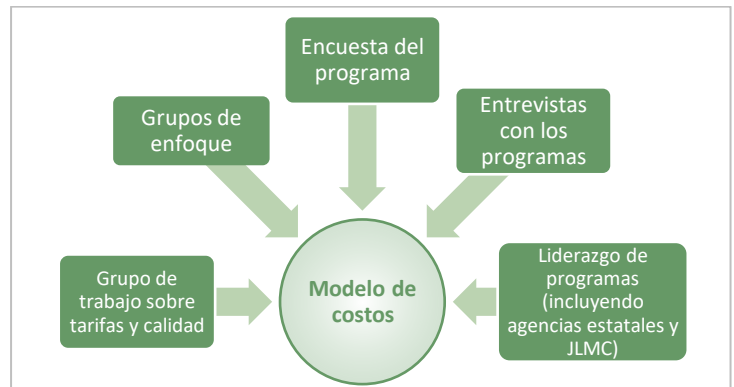 Encuesta del
programa
Grupos de
enfoque
Entrevistas
con los
programas
Grupo de
trabajo sobre
tarifas y calidad
Modelo de
costos
Liderazgo de
programas
(incluyendo
agencias estatales y
JLMC)